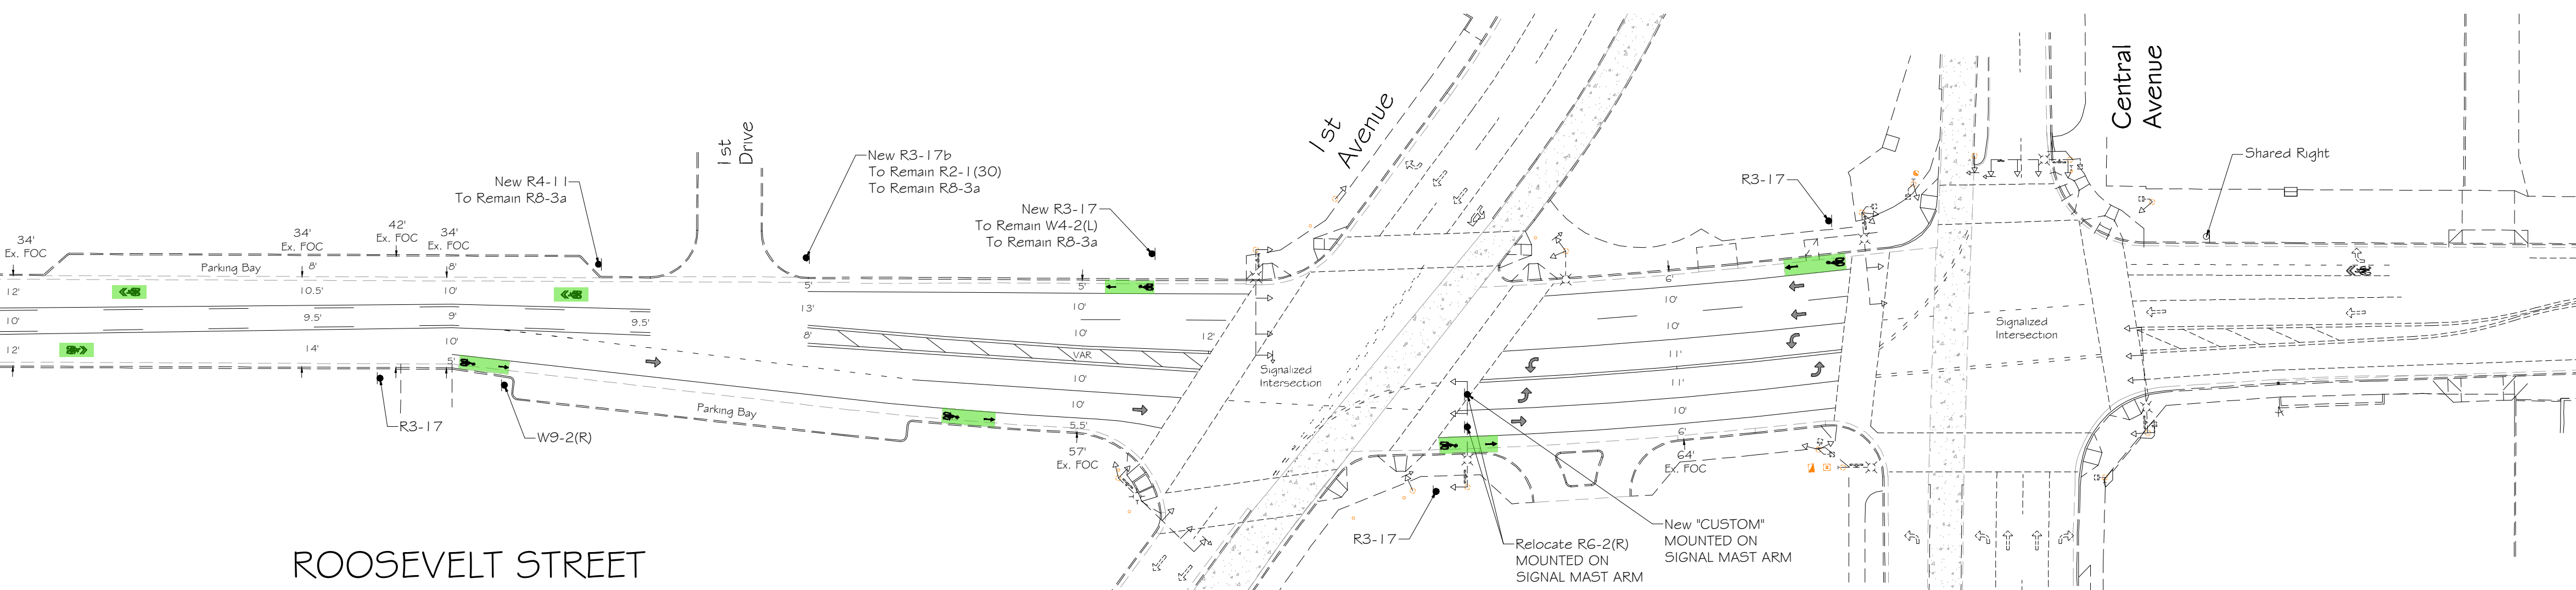 1st
Drive
1st
Avenue
Central
Avenue
New R4-11
To Remain R8-3a
New R3-17b
To Remain R2-1(30)
To Remain R8-3a
New R3-17
To Remain W4-2(L)
To Remain R8-3a
R3-17
Shared Right
34'
Ex. FOC
34'
Ex. FOC
42'
Ex. FOC
34'
Ex. FOC
Parking Bay
8'
8'
12'
10.5'
10'
10'
9.5'
9'
9.5'
12'
14'
10'
5'
5'
13'
8'
5'
10'
10'
12'
VAR
10'
10'
5.5'
57'
Ex. FOC
Parking Bay
R3-17
W9-2(R)
Signalized
Intersection
6'
10'
10'
11'
11'
10'
6'
64'
Ex. FOC
Signalized
Intersection
R3-17
Relocate R6-2(R)
MOUNTED ON
SIGNAL MAST ARM
New "CUSTOM"
MOUNTED ON
SIGNAL MAST ARM
ROOSEVELT STREET